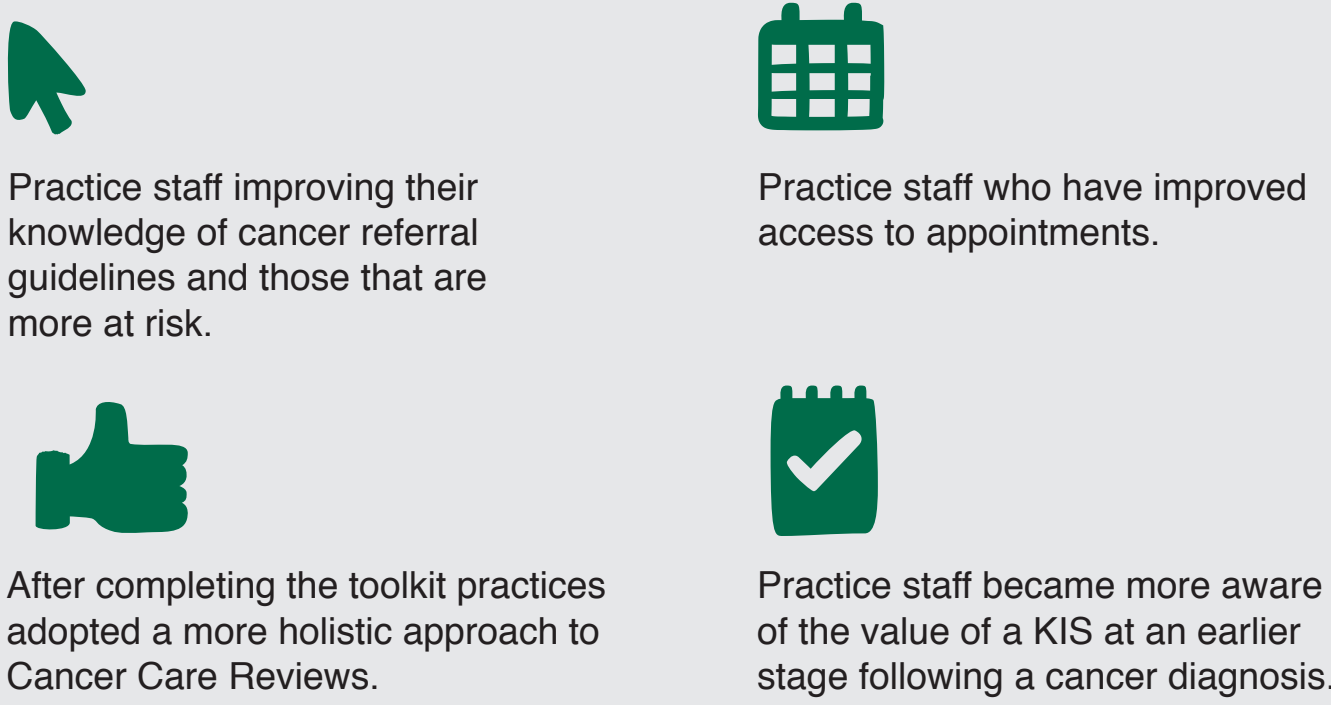 Practice staff improving their
knowledge of cancer referral
guidelines and those that are
more at risk.
Practice staff who have improved
access to appointments.
After completing the toolkit practices
adopted a more holistic approach to
Cancer Care Reviews.
Practice staff became more aware
of the value of a KIS at an earlier
stage following a cancer diagnosis.